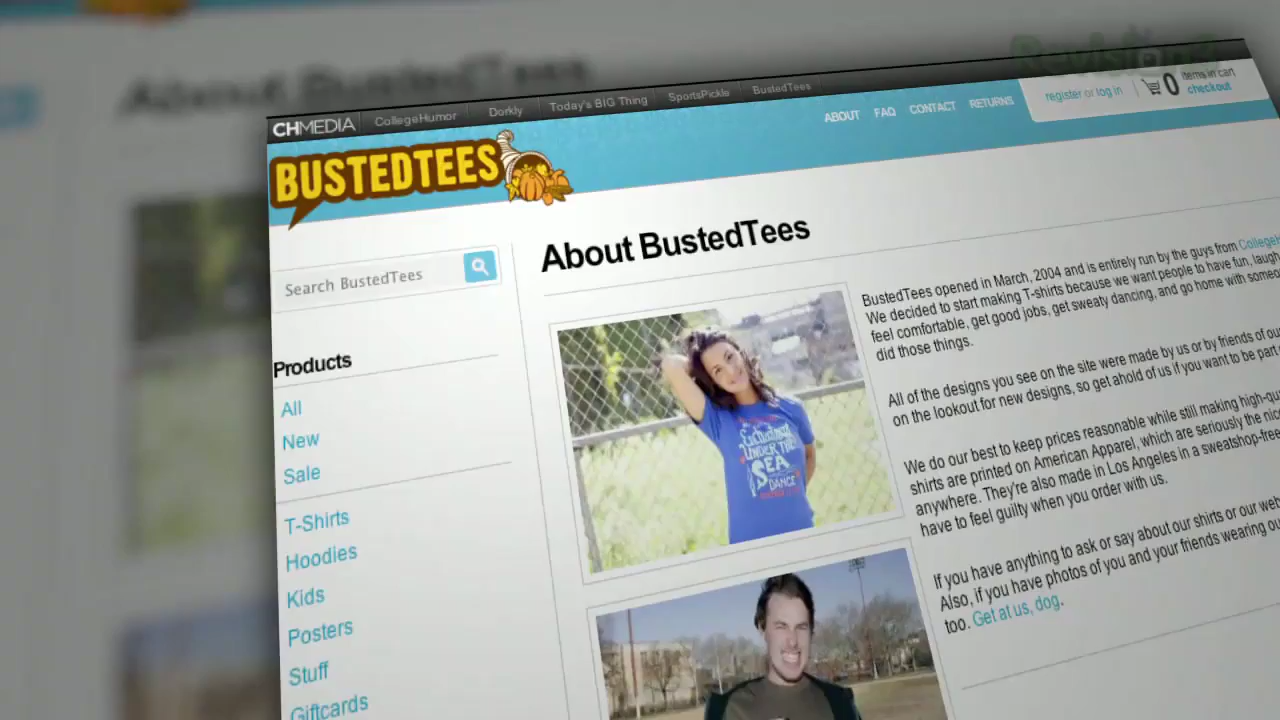 Revision3
CHMEDIA CollegeHumor Dorkly Today's BIG Thing SportsPickle BustedTees
ABOUT FAQ CONTACT RETURNS
register or log in
0 items in cart
checkout
BUSTEDTEES
Search BustedTees
Products
All
New
Sale
T-Shirts
Hoodies
Kids
Posters
Stuff
Giftcards
About BustedTees
Enchantment
UNDER THE
SEA
DANCE
BustedTees opened in March, 2004 and is entirely run by the guys from
We decided to start making T-shirts because we want people to have fun,
feel comfortable, get good jobs, get sweaty dancing, and go home with
did those things.
All of the designs you see on the site were made by us or by friends of
on the lookout for new designs, so get ahold of us if you want to be part
We do our best to keep prices reasonable while still making
shirts are printed on American Apparel, which are seriously the
anywhere. They're also made in Los Angeles in a
have to feel guilty when you order with us.
If you have anything to ask or say about our shirts or our
Also, if you have photos of you and your friends wearing
too. Get at us, dog.
About BustedTees